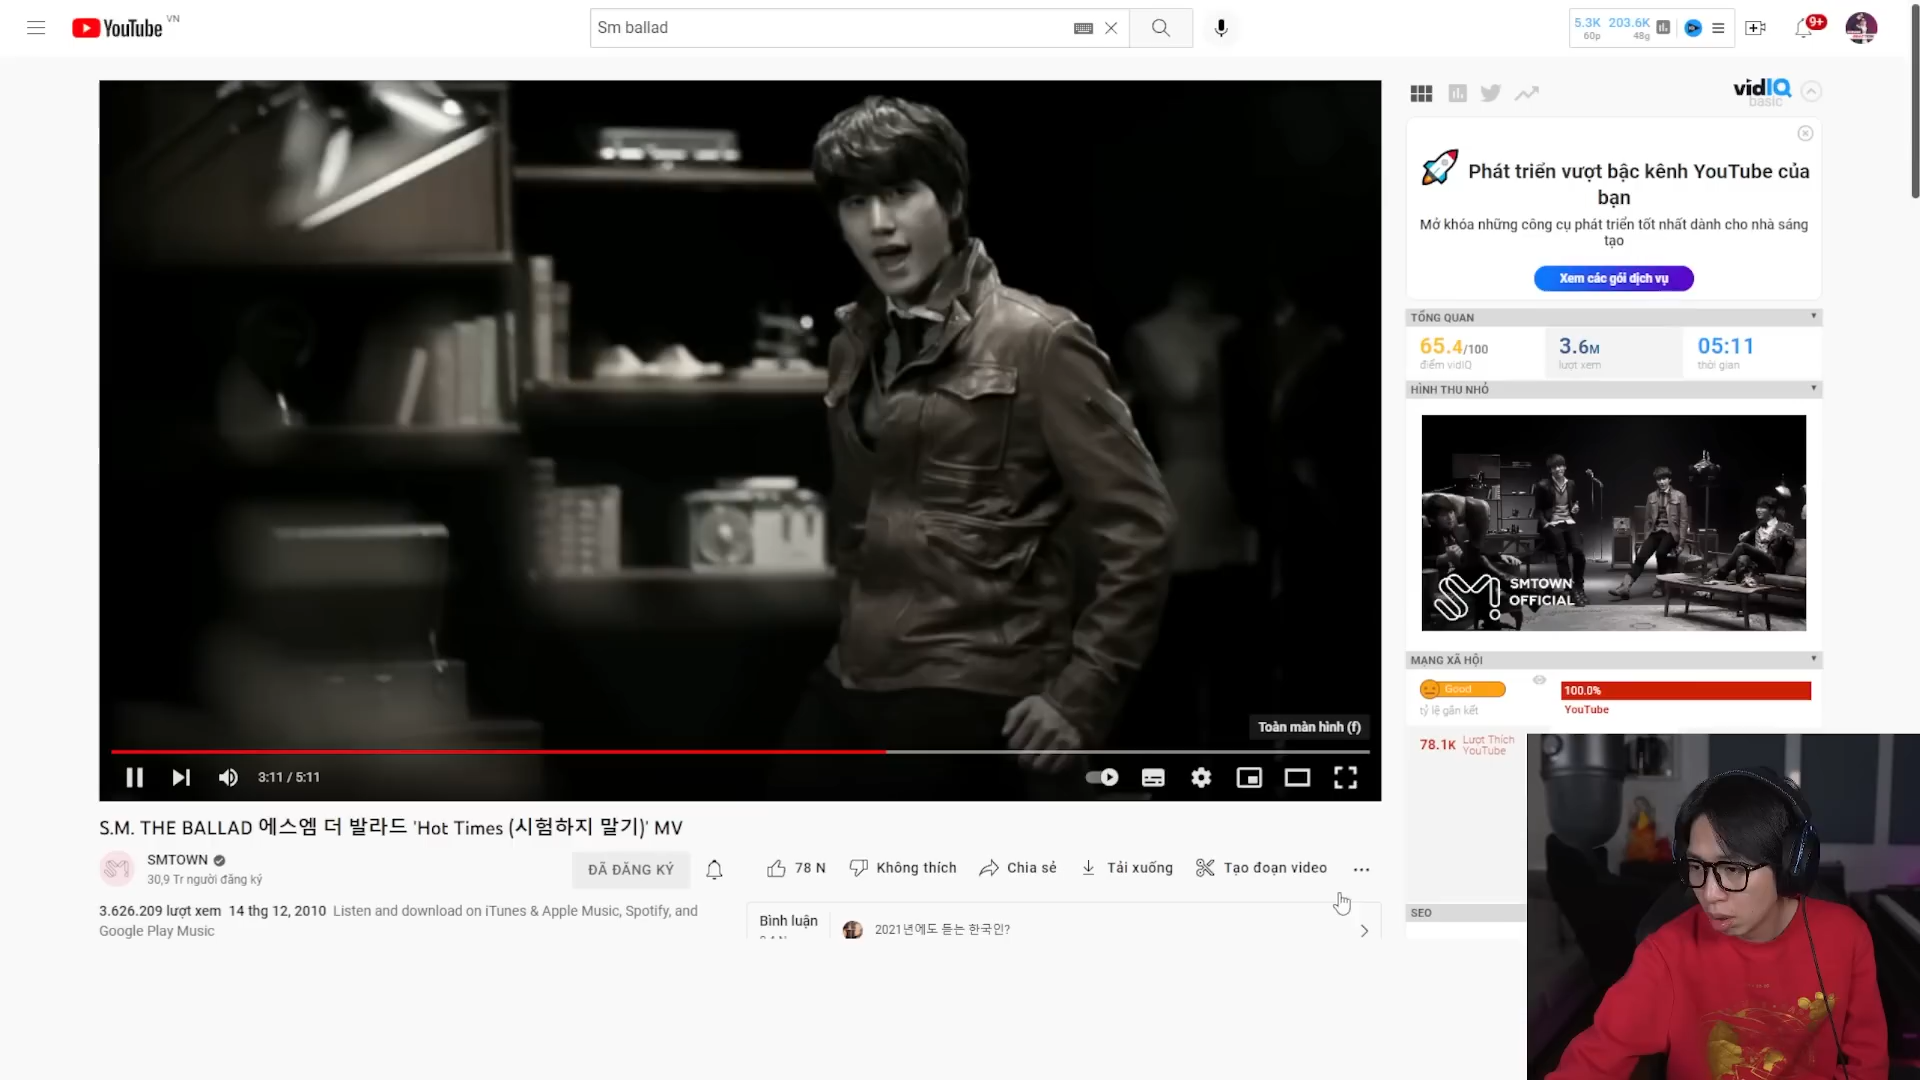 YouTube VN
Sm ballad
5.3K 203.6K
60p 48g
9+
vidIQ
basic
Phát triển vượt bậc kênh YouTube của
bạn
Mở khóa những công cụ phát triển tốt nhất dành cho nhà sáng
tạo
Xem các gói dịch vụ
TỔNG QUAN
65.4/100
điểm vidIQ
3.6M
lượt xem
05:11
thời gian
HÌNH THU NHỎ
SMTOWN
OFFICIAL
MẠNG XÃ HỘI
Good
tỷ lệ gắn kết
100.0%
YouTube
78.1K Lượt Thích
YouTube
SEO
Toàn màn hình (f)
3:11 / 5:11
S.M. THE BALLAD 에스엠 더 발라드 'Hot Times (시험하지 말기)' MV
SMTOWN
30,9 Tr người đăng ký
ĐÃ ĐĂNG KÝ
78 N
Không thích
Chia sẻ
Tải xuống
Tạo đoạn video
3.626.209 lượt xem 14 thg 12, 2010 Listen and download on iTunes & Apple Music, Spotify, and
Google Play Music
Bình luận
2021년에도 듣는 한국인?